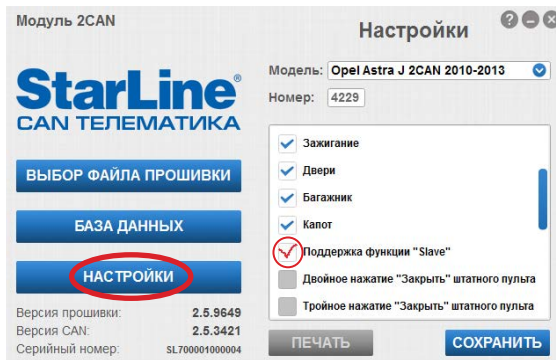 Модуль 2CAN
StarLine®
CAN ТЕЛЕМАТИКА
ВЫБОР ФАЙЛА ПРОШИВКИ
БАЗА ДАННЫХ
НАСТРОЙКИ
Версия прошивки: 2.5.9649
Версия CAN: 2.5.3421
Серийный номер: SL700001000004
Настройки
?
Модель: Opel Astra J 2CAN 2010-2013
Номер: 4229
Зажигание
Двери
Багажник
Капот
Поддержка функции "Slave"
Двойное нажатие "Закрыть" штатного пульта
Тройное нажатие "Закрыть" штатного пульта
ПЕЧАТЬ
СОХРАНИТЬ